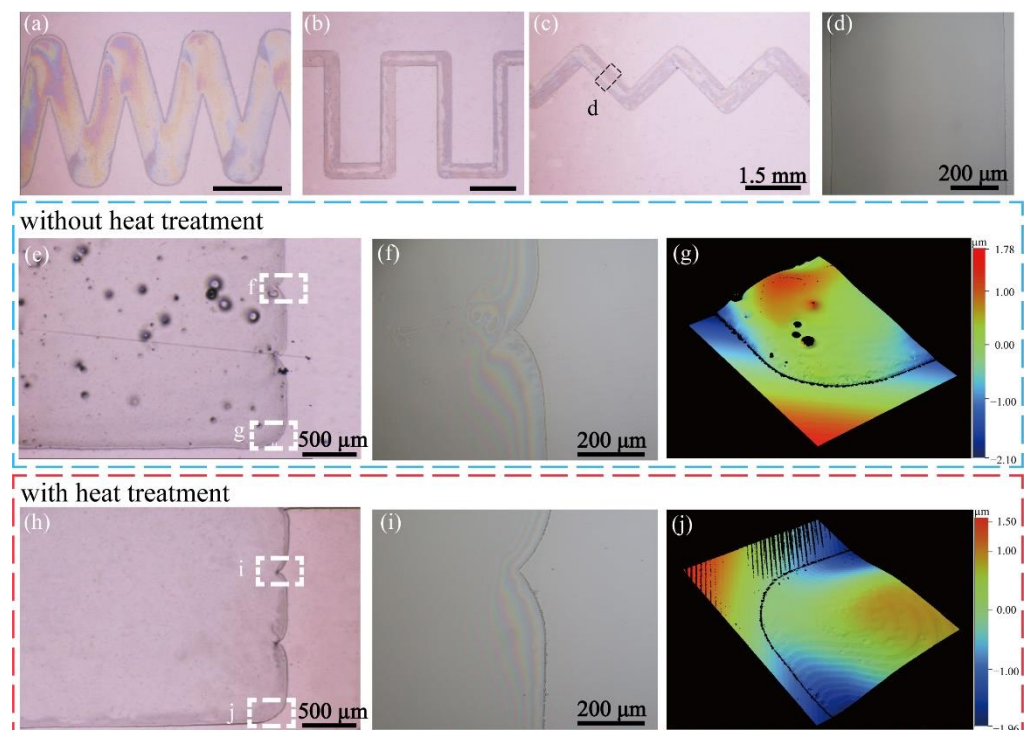 (a)
(b)
(c)
(d)
d
1.5 mm
200 μm
without heat treatment
(e)
f
g
500 μm
(f)
200 μm
(g)
μm
1.78
1.00
0.00
−1.00
−2.10
with heat treatment
(h)
i
j
500 μm
(i)
200 μm
(j)
μm
1.50
1.00
0.00
−1.00
−1.96